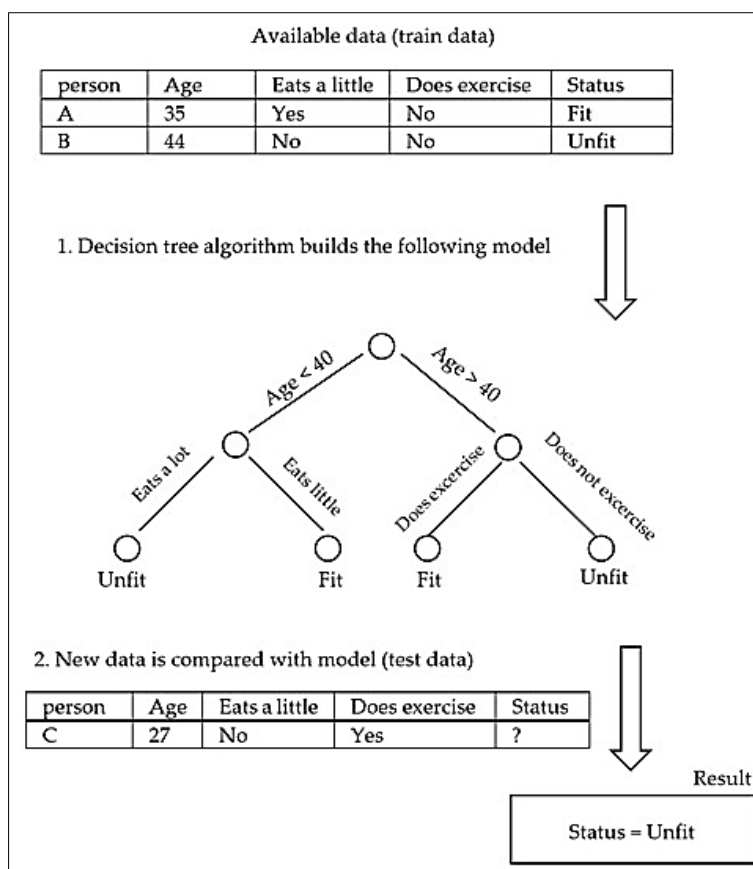 Available data (train data)
person Age Eats a little Does exercise Status
A 35 Yes No Fit
B 44 No No Unfit
1. Decision tree algorithm builds the following model
Age < 40
Age > 40
Eats a lot
Eats little
Does excercise
Does not excercise
Unfit
Fit
Fit
Unfit
2. New data is compared with model (test data)
person Age Eats a little Does exercise Status
C 27 No Yes ?
Result
Status = Unfit